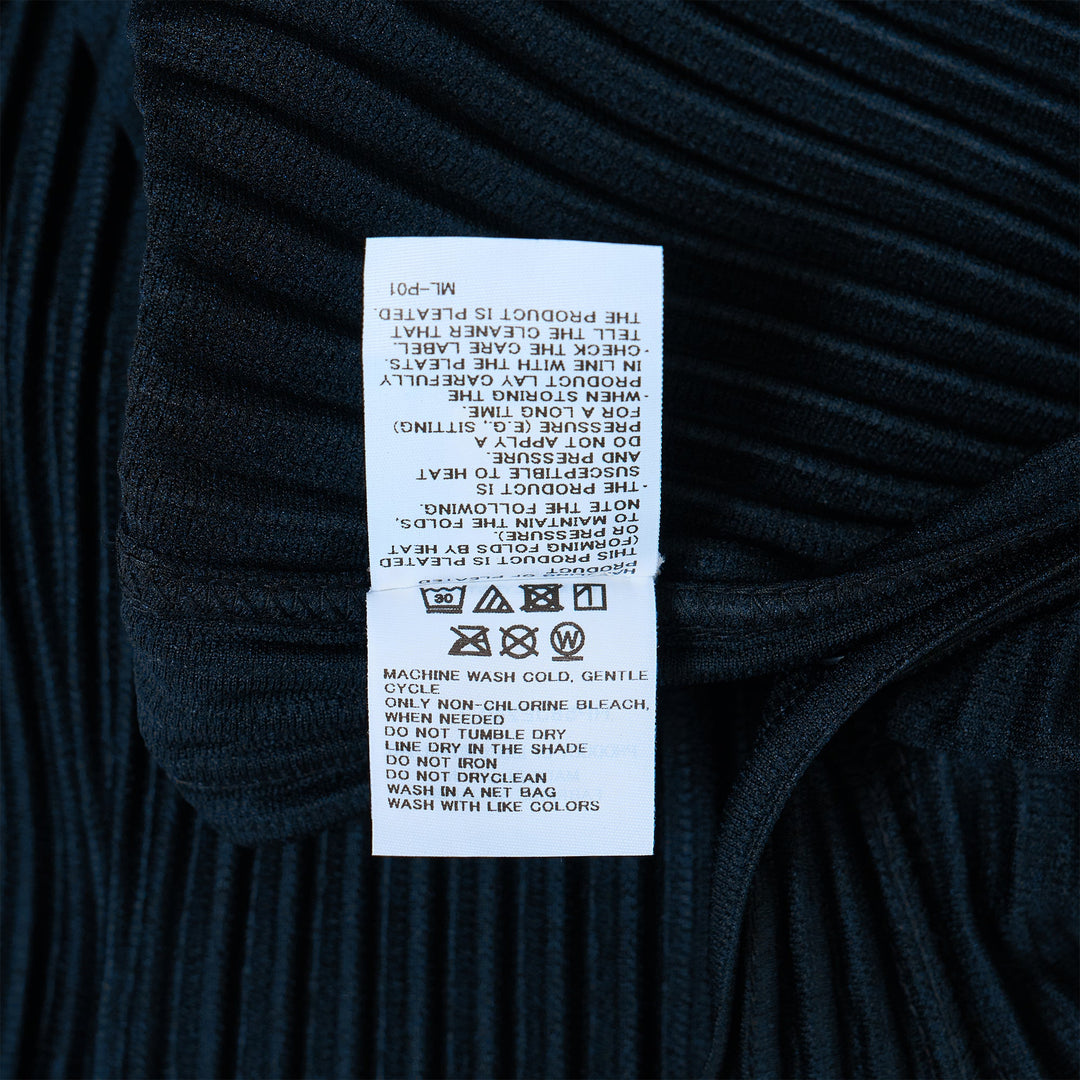 HANDLING OF PLEATED
PRODUCT
THIS PRODUCT IS PLEATED
(FORMING FOLDS BY HEAT
OR PRESSURE).
TO MAINTAIN THE FOLDS,
NOTE THE FOLLOWING.
- THE PRODUCT IS
SUSCEPTIBLE TO HEAT
AND PRESSURE.
DO NOT APPLY A
PRESSURE (E.G., SITTING)
FOR A LONG TIME.
- WHEN STORING THE
PRODUCT LAY CAREFULLY
IN LINE WITH THE PLEATS.
- CHECK THE CARE LABEL.
TELL THE CLEANER THAT
THE PRODUCT IS PLEATED.
ML-P01
30
W
MACHINE WASH COLD, GENTLE
CYCLE
ONLY NON-CHLORINE BLEACH,
WHEN NEEDED
DO NOT TUMBLE DRY
LINE DRY IN THE SHADE
DO NOT IRON
DO NOT DRYCLEAN
WASH IN A NET BAG
WASH WITH LIKE COLORS